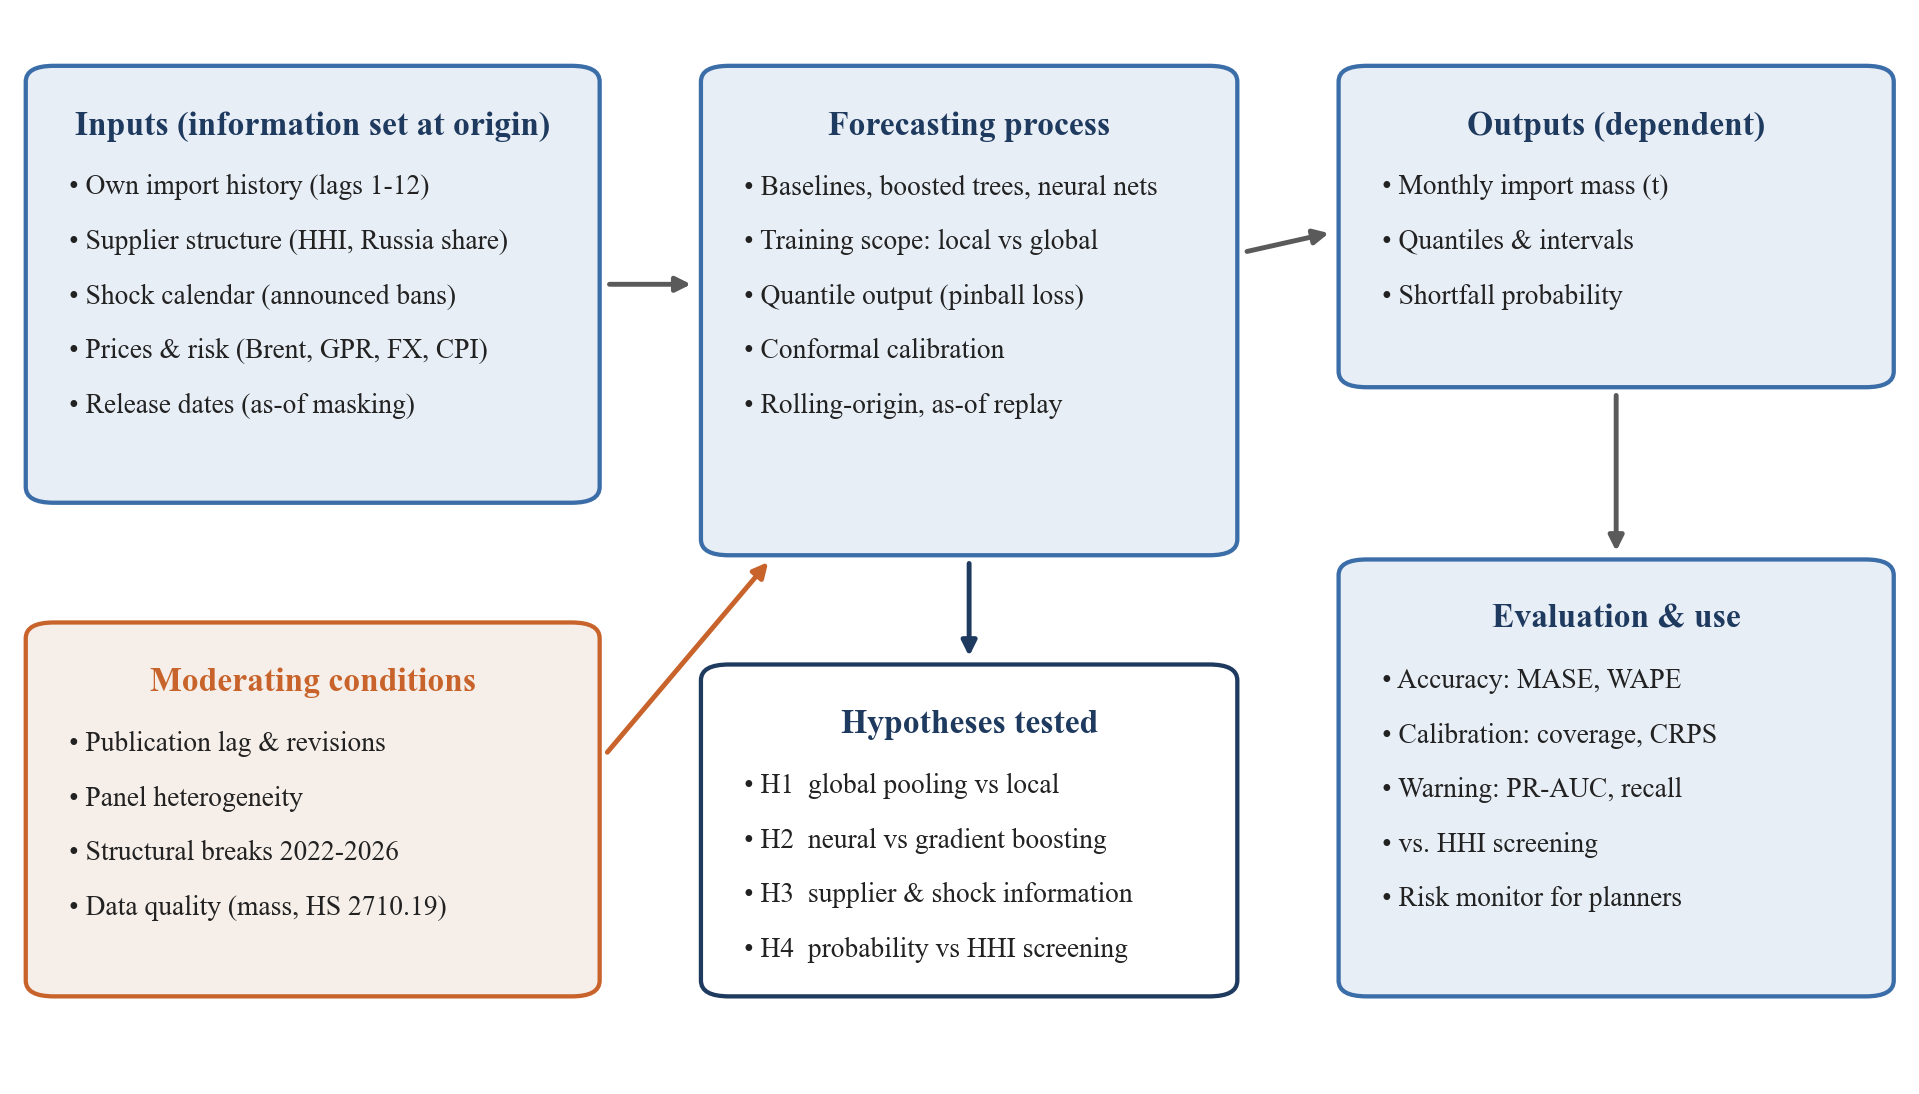 Inputs (information set at origin)
• Own import history (lags 1-12)
• Supplier structure (HHI, Russia share)
• Shock calendar (announced bans)
• Prices & risk (Brent, GPR, FX, CPI)
• Release dates (as-of masking)
Forecasting process
• Baselines, boosted trees, neural nets
• Training scope: local vs global
• Quantile output (pinball loss)
• Conformal calibration
• Rolling-origin, as-of replay
Outputs (dependent)
• Monthly import mass (t)
• Quantiles & intervals
• Shortfall probability
Moderating conditions
• Publication lag & revisions
• Panel heterogeneity
• Structural breaks 2022-2026
• Data quality (mass, HS 2710.19)
Hypotheses tested
• H1  global pooling vs local
• H2  neural vs gradient boosting
• H3  supplier & shock information
• H4  probability vs HHI screening
Evaluation & use
• Accuracy: MASE, WAPE
• Calibration: coverage, CRPS
• Warning: PR-AUC, recall
• vs. HHI screening
• Risk monitor for planners